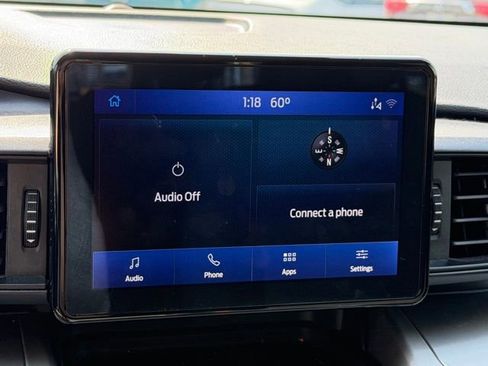 1:18 60°
Audio Off
S
E W
N
Connect a phone
Audio Phone Apps Settings